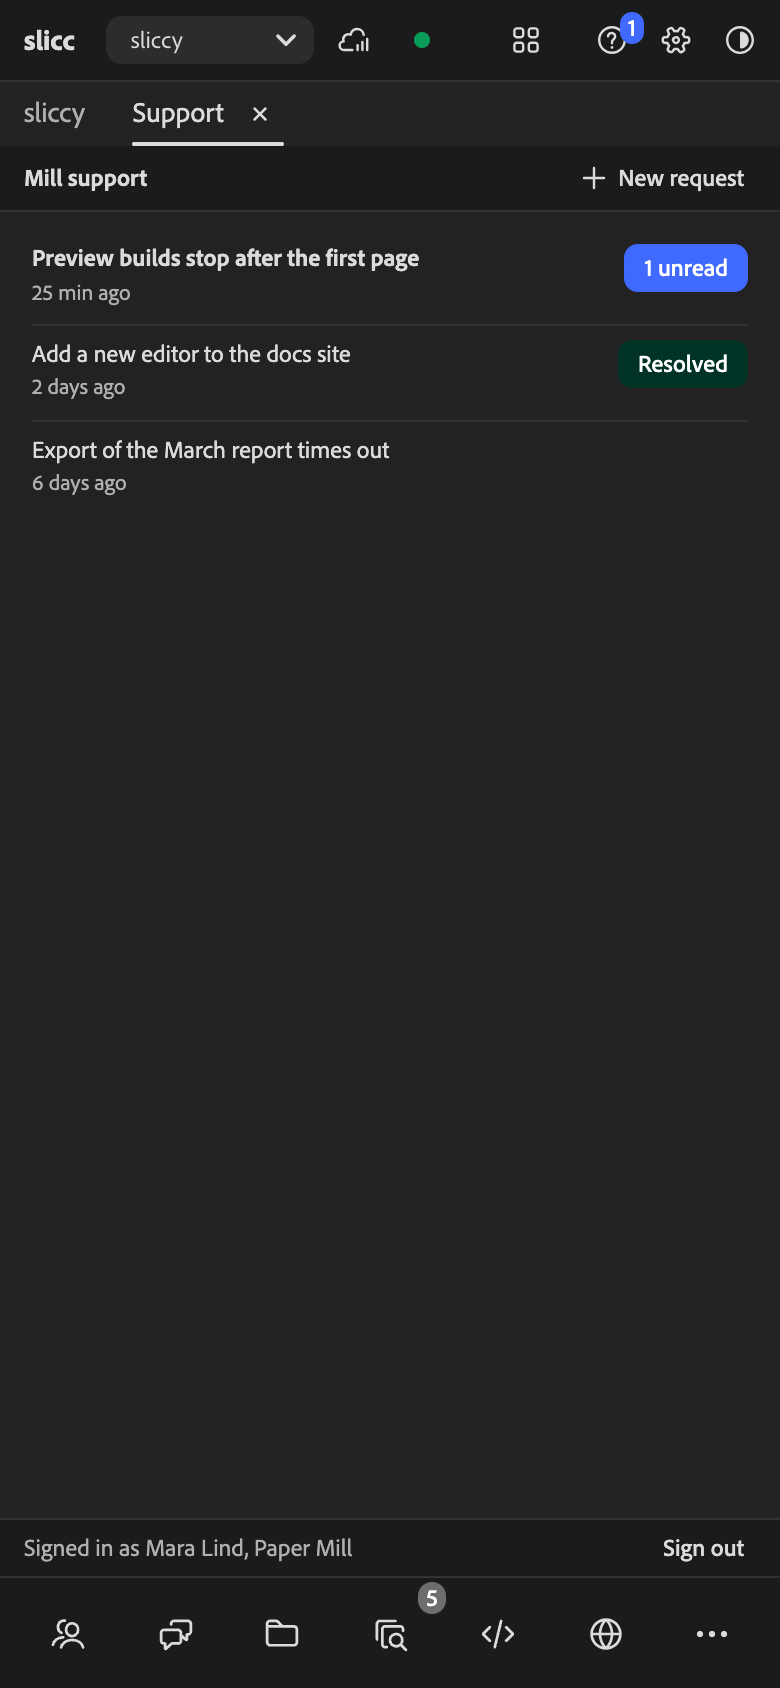 slicc
sliccy
1
sliccy
Support
Mill support
New request
Preview builds stop after the first page
25 min ago
1 unread
Add a new editor to the docs site
2 days ago
Resolved
Export of the March report times out
6 days ago
Signed in as Mara Lind, Paper Mill
Sign out
5